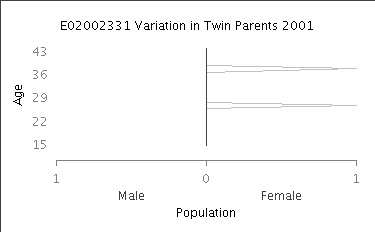 E02002331 Variation in Twin Parents 2001
43
36
29
22
15
Age
1 0 1
Male Female
Population